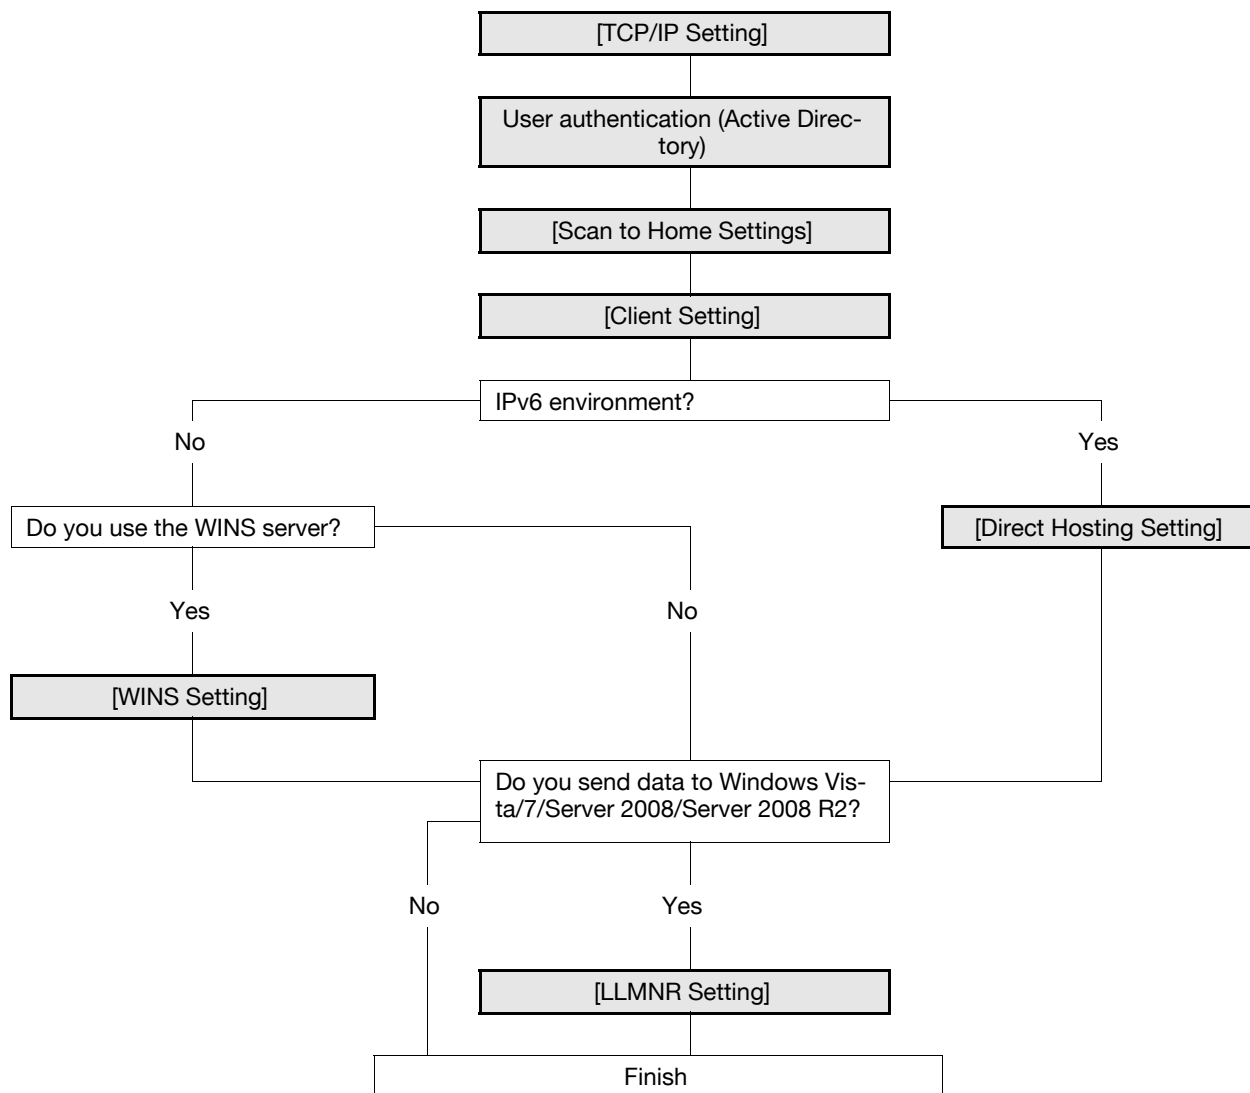 [TCP/IP Setting]
User authentication (Active Direc-
tory)
[Scan to Home Settings]
[Client Setting]
IPv6 environment?
No
Yes
Do you use the WINS server?
[Direct Hosting Setting]
Yes
No
[WINS Setting]
Do you send data to Windows Vis-
ta/7/Server 2008/Server 2008 R2?
No
Yes
[LLMNR Setting]
Finish